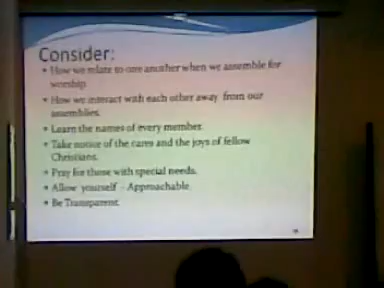 Consider:
• How we relate to one another when we assemble for
worship.
• How we interact with each other away from our
assemblies.
• Learn the names of every member.
• Take notice of the cares and the joys of fellow
Christians.
• Pray for those with special needs.
• Allow yourself - Approachable
• Be Transparent.